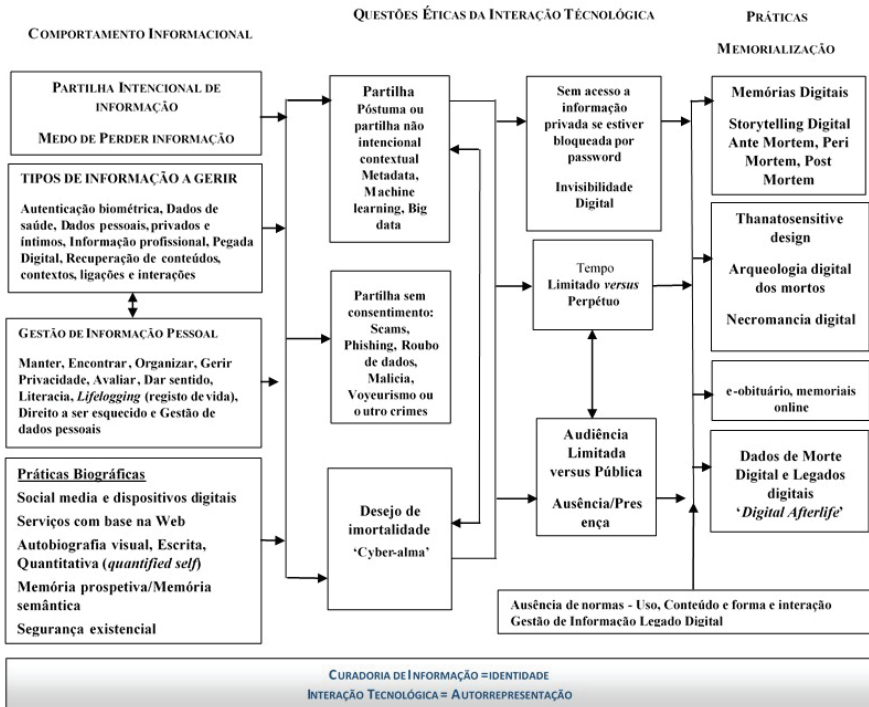 COMPORTAMENTO INFORMACIONAL
PARTILHA INTENCIONAL DE
INFORMAÇÃO
MEDO DE PERDER INFORMAÇÃO
TIPOS DE INFORMAÇÃO A GERIR
Autenticação biométrica, Dados de
saúde, Dados pessoais, privados e
íntimos, Informação profissional, Pegada
Digital, Recuperação de conteúdos,
contextos, ligações e interações
GESTÃO DE INFORMAÇÃO PESSOAL
Manter, Encontrar, Organizar, Gerir
Privacidade, Avaliar, Dar sentido,
Literacia, Lifelogging (registo de vida),
Direito a ser esquecido e Gestão de
dados pessoais
Práticas Biográficas
Social media e dispositivos digitais
Serviços com base na Web
Autobiografia visual, Escrita,
Quantitativa (quantified self)
Memória prospetiva/Memória
semântica
Segurança existencial
QUESTÕES ÉTICAS DA INTERAÇÃO TÉCNOLÓGICA
Partilha
Póstuma ou
partilha não
intencional
contextual
Metadata,
Machine
learning, Big
data
Partilha sem
consentimento:
Scams,
Phishing, Roubo
de dados,
Malicia,
Voyeurismo ou
o utro crimes
Desejo de
imortalidade
‘Cyber-alma’
Sem acesso a
informação
privada se estiver
bloqueada por
password
Invisibilidade
Digital
Tempo
Limitado versus
Perpétuo
Audiência
Limitada
versus Pública
Ausência/Pres
ença
PRÁTICAS
MEMORIALIZAÇÃO
Memórias Digitais
Storytelling Digital
Ante Mortem, Peri
Mortem, Post
Mortem
Thanatosensitive
design
Arqueologia digital
dos mortos
Necromancia digital
e-obituário, memoriais
online
Dados de Morte
Digital e Legados
digitais
‘Digital Afterlife’
Ausência de normas - Uso, Conteúdo e forma e interação
Gestão de Informação Legado Digital
CURADORIA DE INFORMAÇÃO =IDENTIDADE
INTERAÇÃO TECNOLÓGICA = AUTORREPRESENTAÇÃO